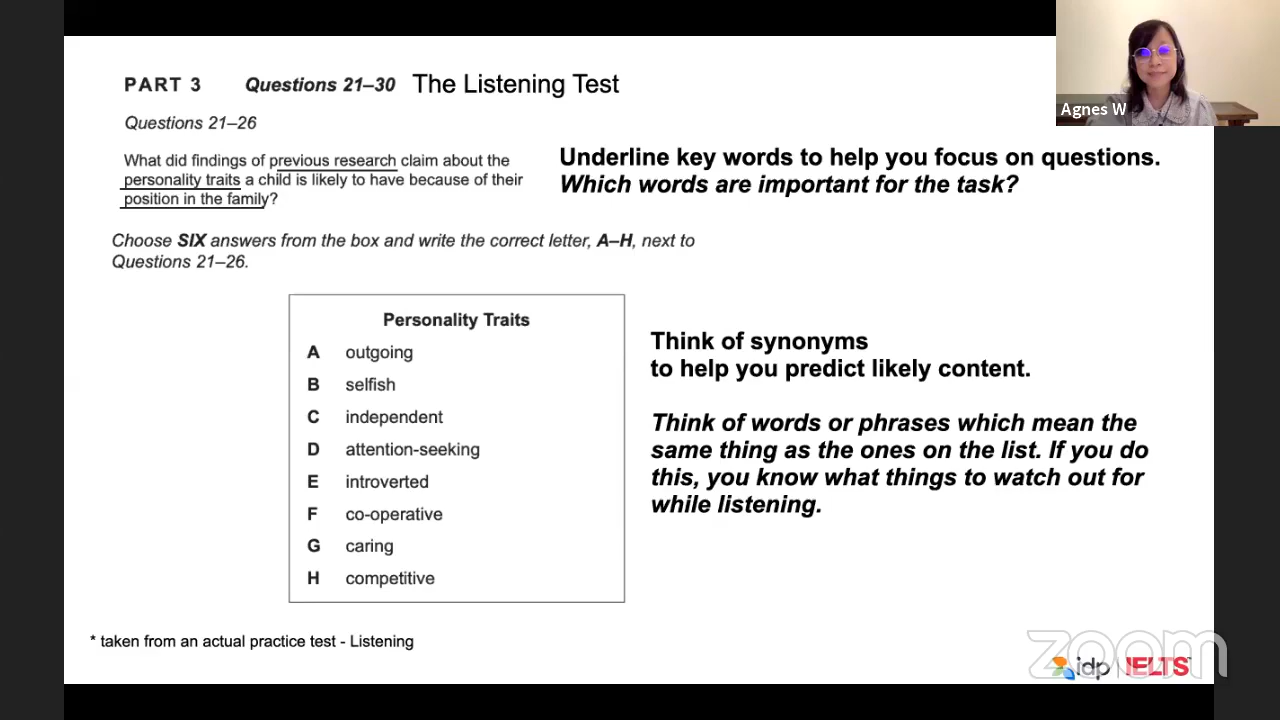 PART 3 Questions 21–30 The Listening Test
Questions 21–26
What did findings of previous research claim about the
personality traits a child is likely to have because of their
position in the family?
Underline key words to help you focus on questions.
Which words are important for the task?
Choose SIX answers from the box and write the correct letter, A–H, next to
Questions 21–26.
Personality Traits
A outgoing
B selfish
C independent
D attention-seeking
E introverted
F co-operative
G caring
H competitive
Think of synonyms
to help you predict likely content.
Think of words or phrases which mean the
same thing as the ones on the list. If you do
this, you know what things to watch out for
while listening.
* taken from an actual practice test - Listening
Agnes W
zoom
idp IELTS